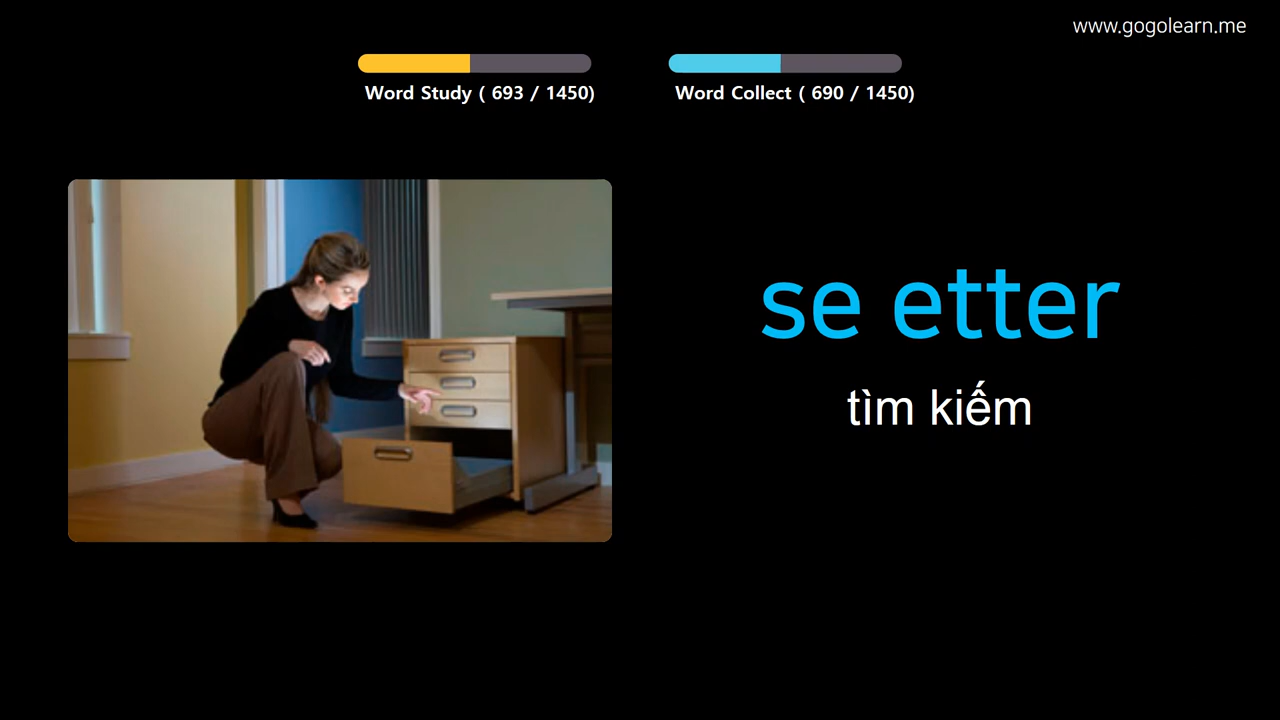 www.gogolearn.me
Word Study ( 693 / 1450)
Word Collect ( 690 / 1450)
se etter
tìm kiếm